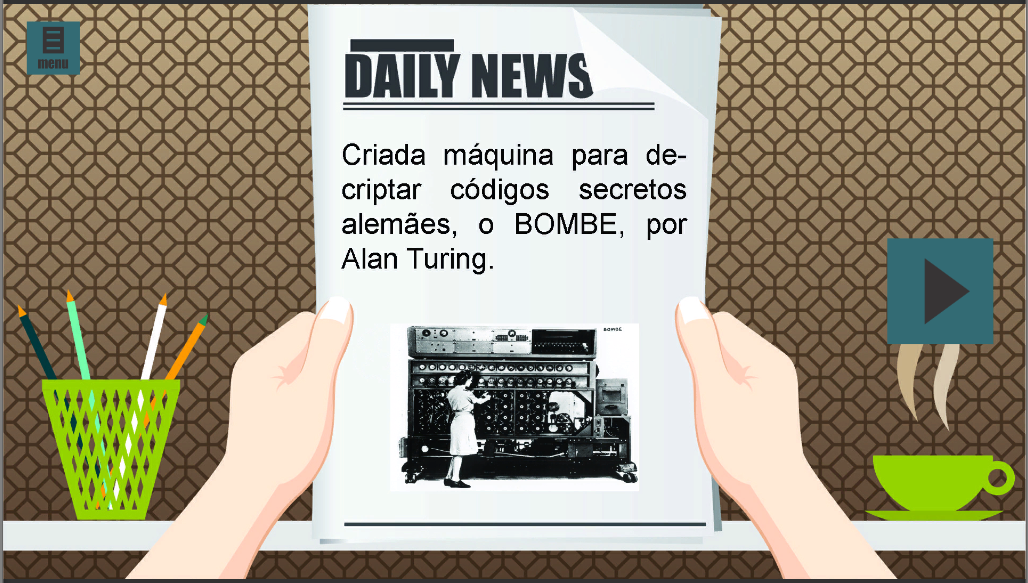 menu
DAILY NEWS
Criada máquina para de-
criptar códigos secretos
alemães, o BOMBE, por
Alan Turing.
BOMBE